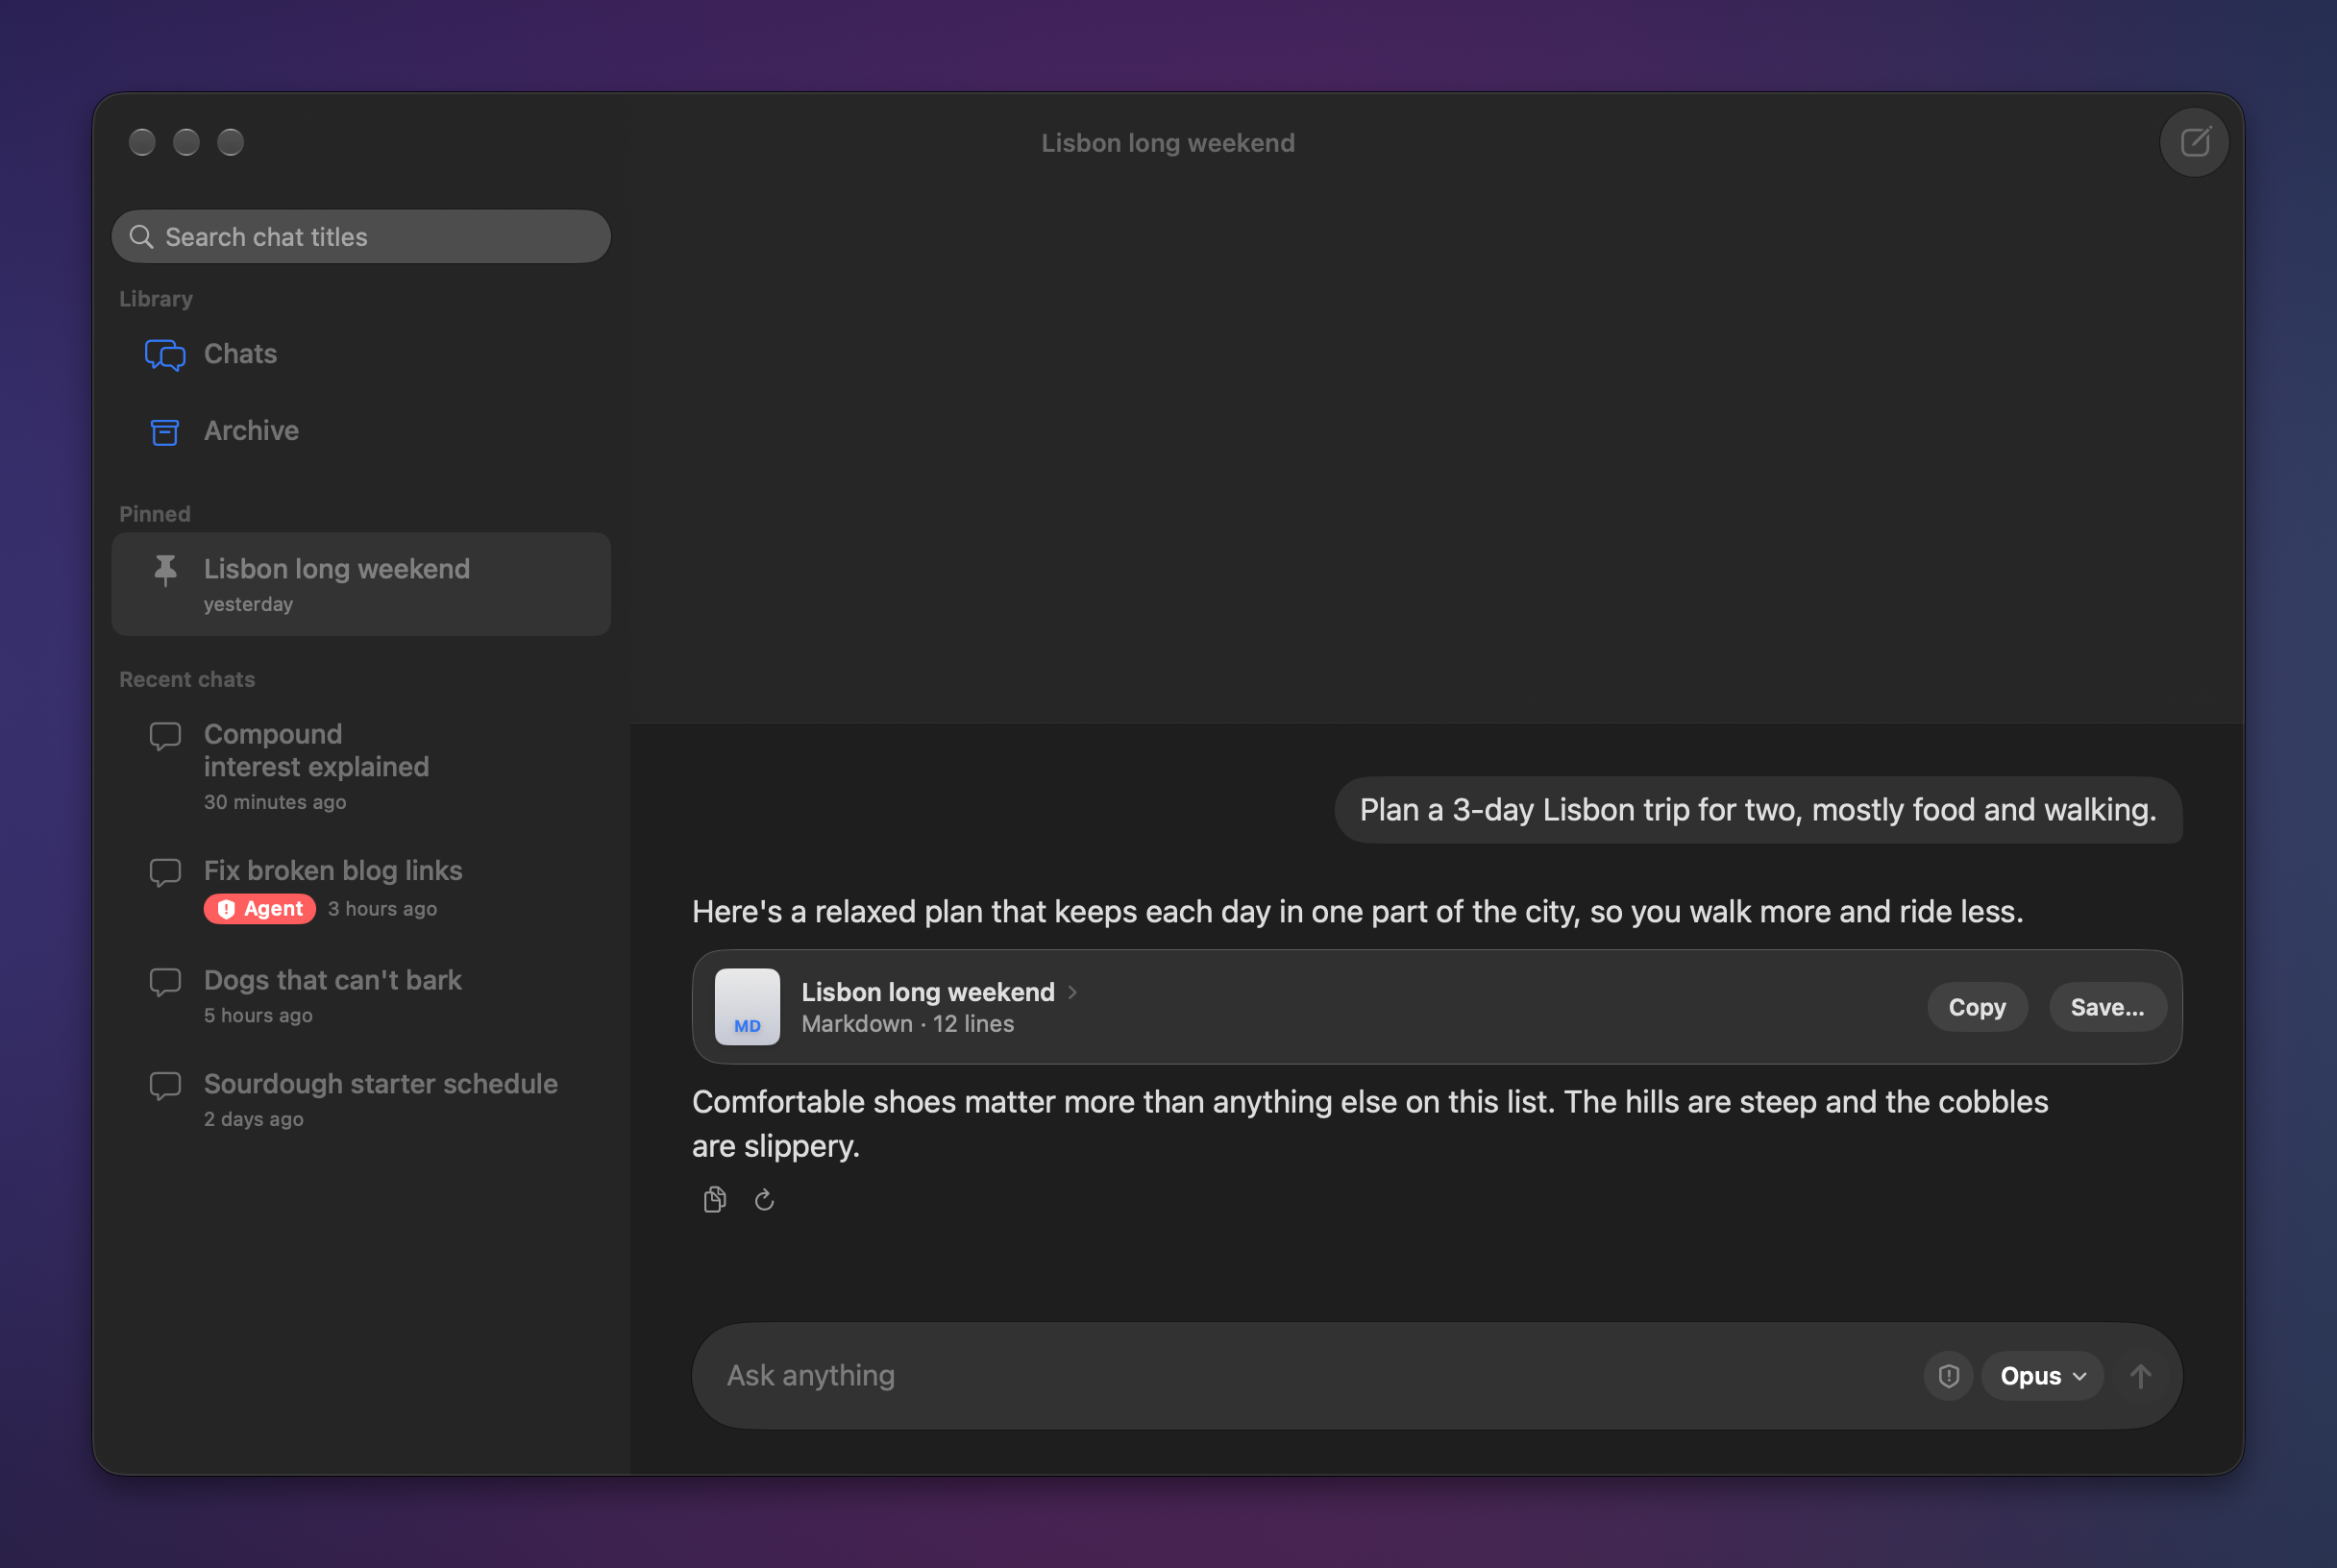 Lisbon long weekend
Search chat titles
Library
Chats
Archive
Pinned
Lisbon long weekend
yesterday
Recent chats
Compound
interest explained
30 minutes ago
Fix broken blog links
Agent 3 hours ago
Dogs that can't bark
5 hours ago
Sourdough starter schedule
2 days ago
Plan a 3-day Lisbon trip for two, mostly food and walking.
Here's a relaxed plan that keeps each day in one part of the city, so you walk more and ride less.
MD
Lisbon long weekend
Markdown · 12 lines
Copy
Save...
Comfortable shoes matter more than anything else on this list. The hills are steep and the cobbles
are slippery.
Ask anything
Opus